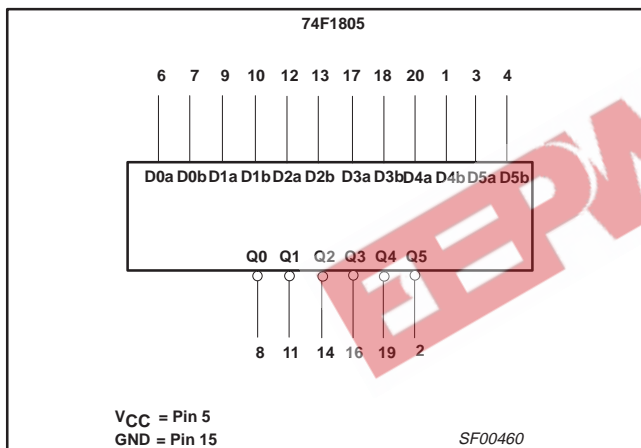 74F1805
6 7 9 10 12 13 17 18 20 1 3 4
D0a D0b D1a D1b D2a D2b D3a D3b D4a D4b D5a D5b
Q0 Q1 Q2 Q3 Q4 Q5
8 11 14 16 19 2
VCC = Pin 5
GND = Pin 15
SF00460